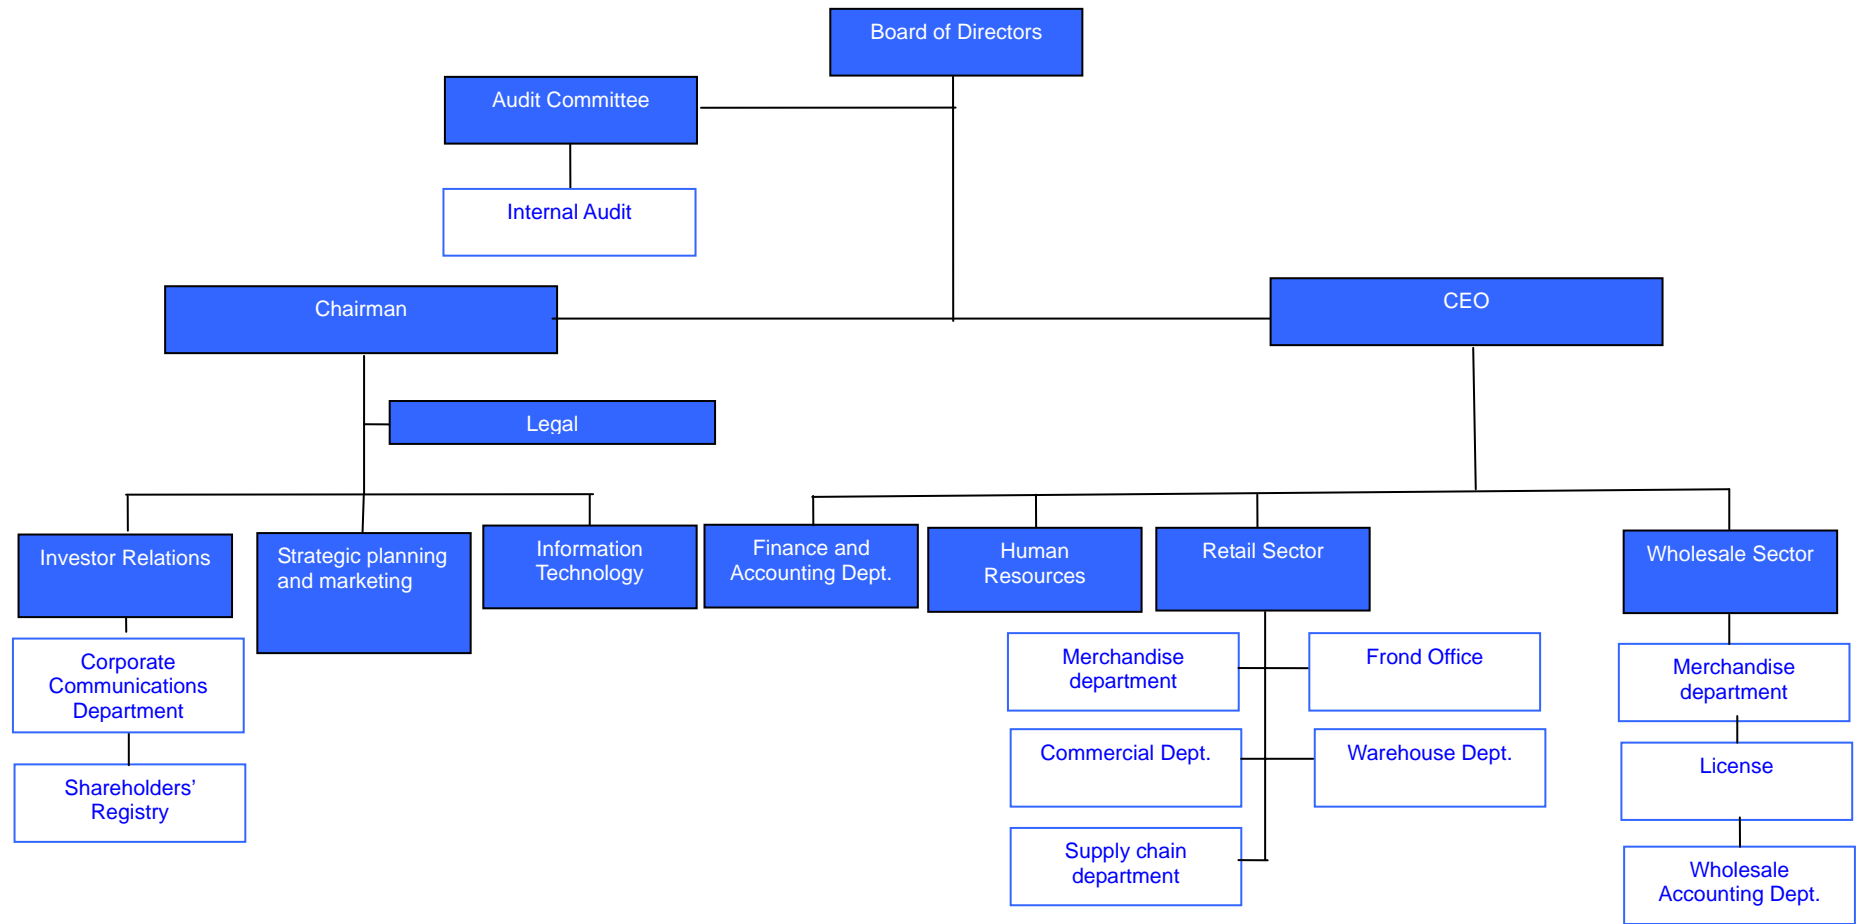 Board of Directors
Audit Committee
Internal Audit
Chairman
CEO
Legal
Investor Relations
Strategic planning
and marketing
Information
Technology
Finance and
Accounting Dept.
Human
Resources
Retail Sector
Wholesale Sector
Corporate
Communications
Department
Shareholders'
Registry
Merchandise
department
Frond Office
Commercial Dept.
Warehouse Dept.
Supply chain
department
Merchandise
department
License
Wholesale
Accounting Dept.